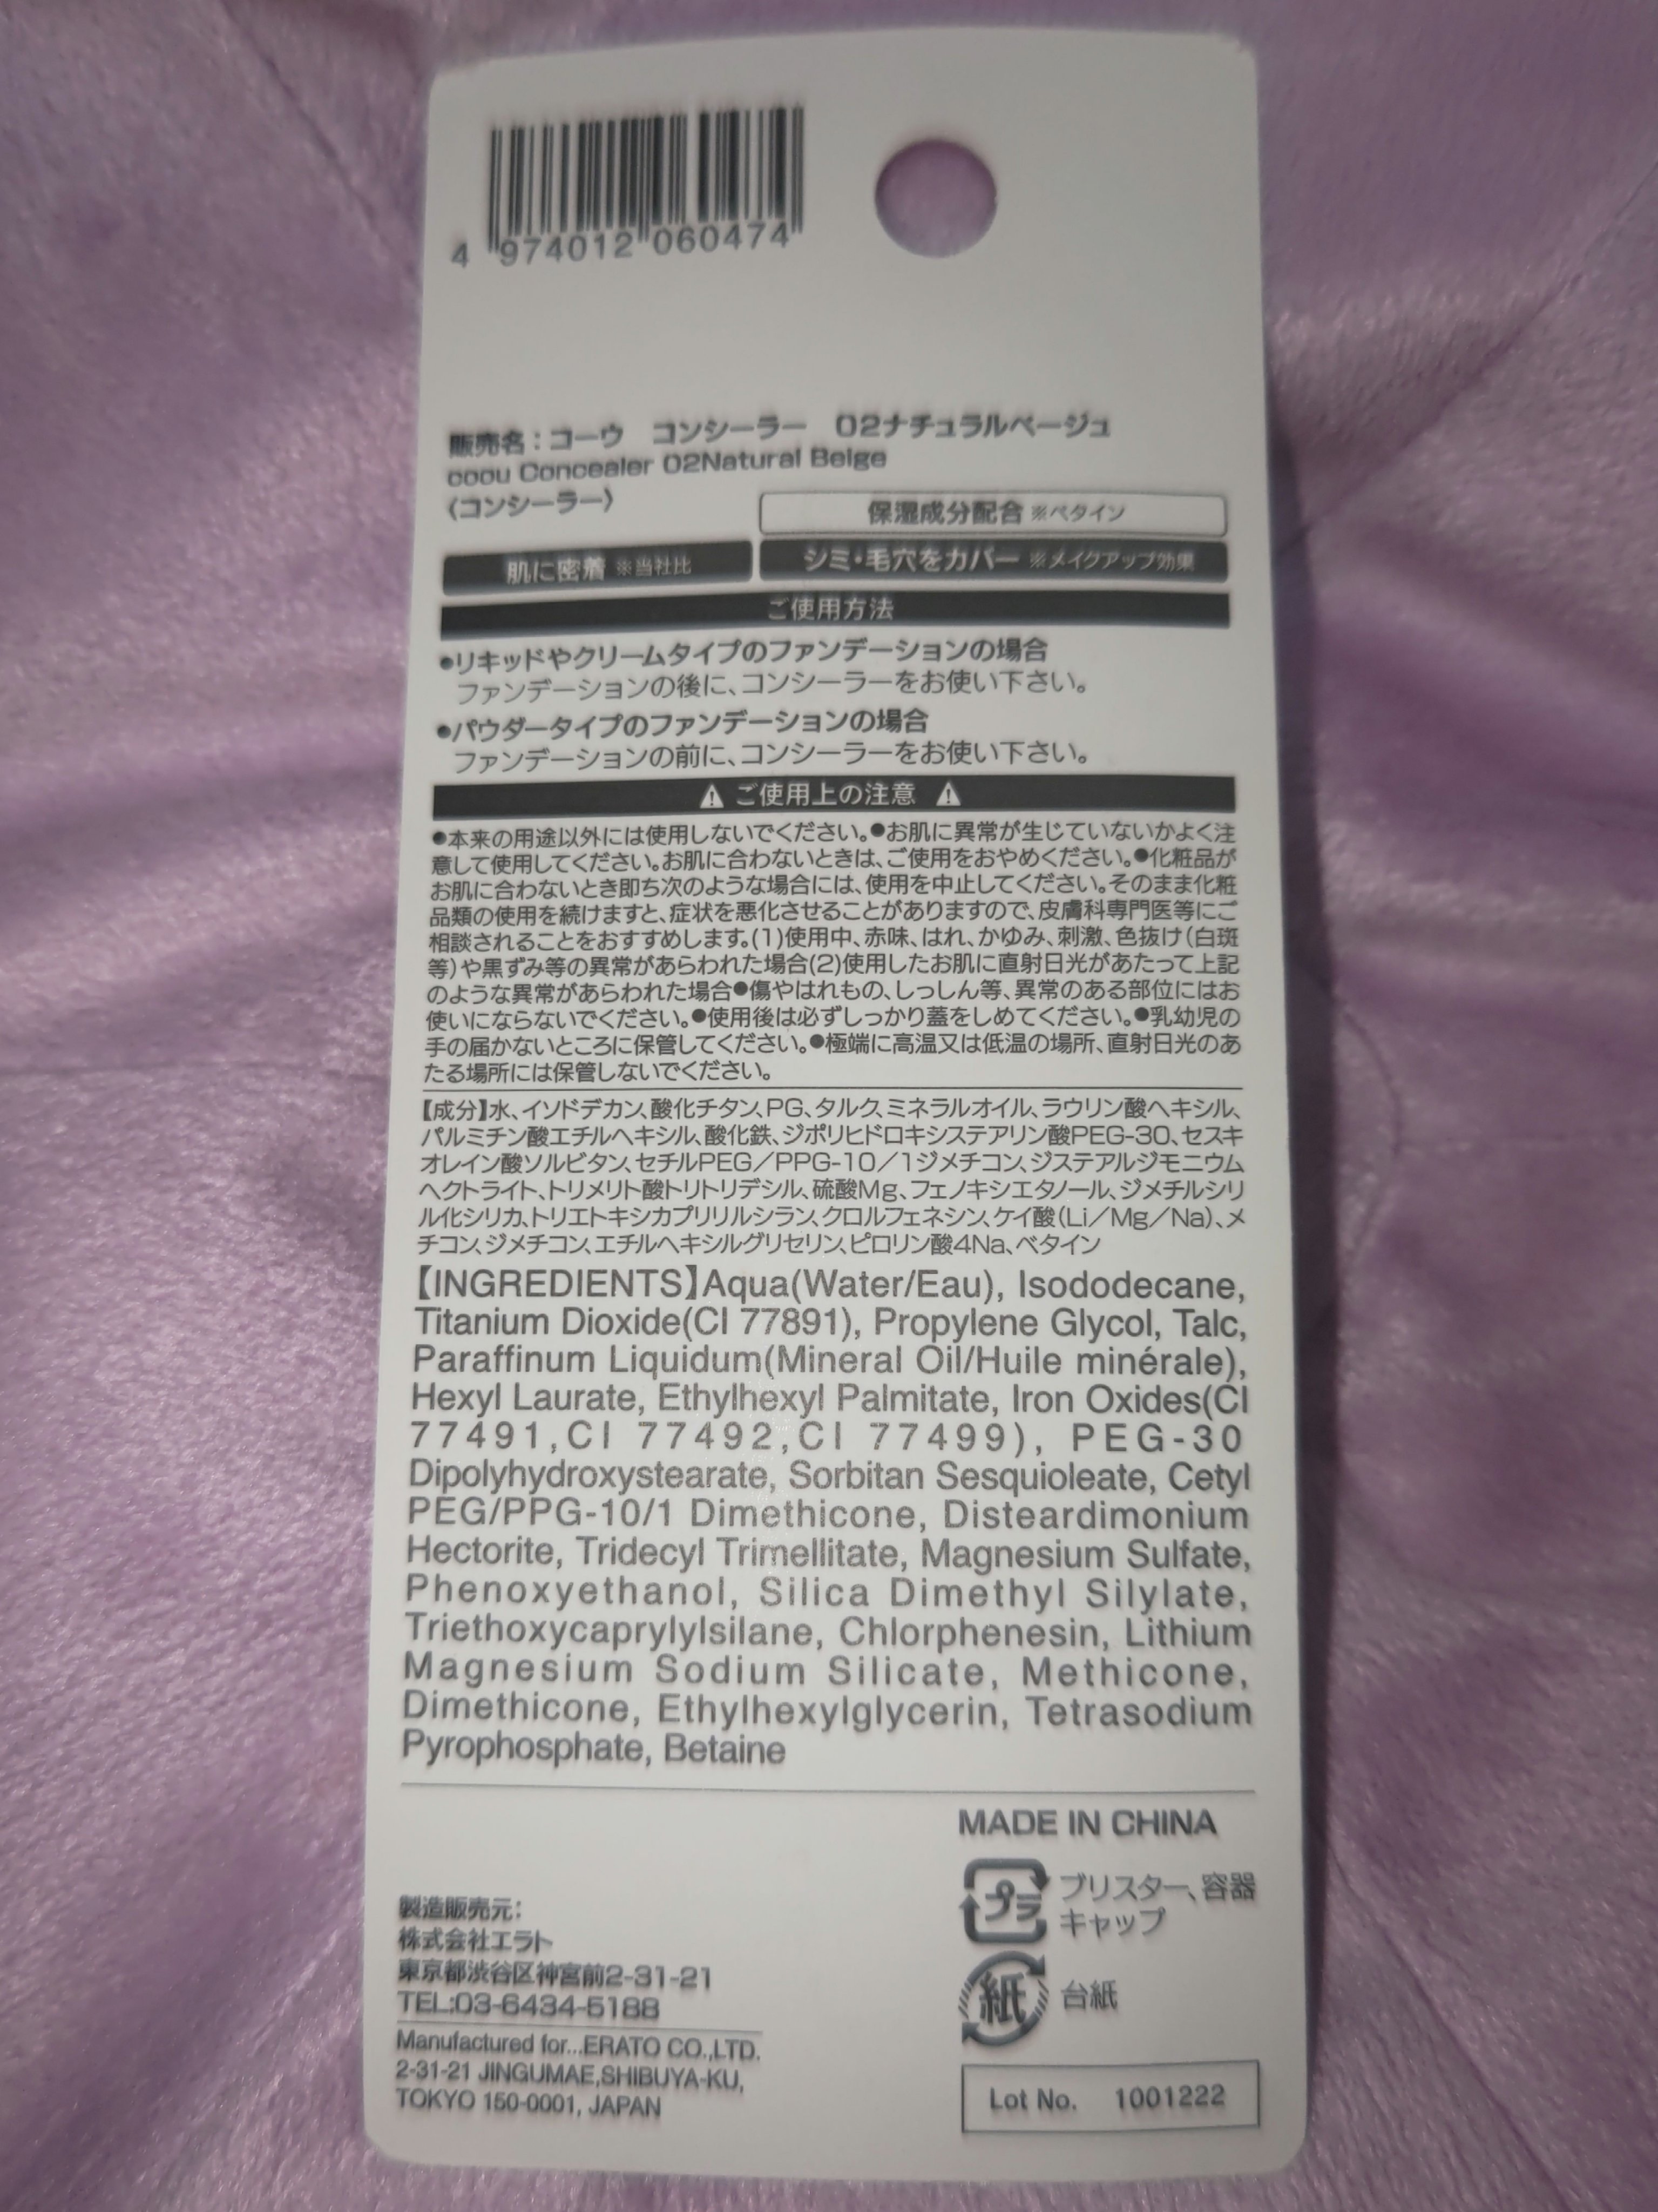 4 974012 060474
販売名：コーウ　コンシーラー　02ナチュラルベージュ
coou Concealer 02Natural Beige
〈コンシーラー〉
保湿成分配合 ※ベタイン
肌に密着 ※当社比
シミ・毛穴をカバー ※メイクアップ効果
ご使用方法
●リキッドやクリームタイプのファンデーションの場合
ファンデーションの後に、コンシーラーをお使い下さい。
●パウダータイプのファンデーションの場合
ファンデーションの前に、コンシーラーをお使い下さい。
⚠ ご使用上の注意 ⚠
●本来の用途以外には使用しないでください。●お肌に異常が生じていないかよく注
意して使用してください。お肌に合わないときは、ご使用をおやめください。●化粧品が
お肌に合わないとき即ち次のような場合には、使用を中止してください。そのまま化粧
品類の使用を続けますと、症状を悪化させることがありますので、皮膚科専門医等にご
相談されることをおすすめします。(1)使用中、赤味、はれ、かゆみ、刺激、色抜け（白斑
等）や黒ずみ等の異常があらわれた場合(2)使用したお肌に直射日光があたって上記
のような異常があらわれた場合●傷やはれもの、しっしん等、異常のある部位にはお
使いにならないでください。●使用後は必ずしっかり蓋をしめてください。●乳幼児の
手の届かないところに保管してください。●極端に高温又は低温の場所、直射日光のあ
たる場所には保管しないでください。
【成分】水、イソドデカン、酸化チタン、PG、タルク、ミネラルオイル、ラウリン酸ヘキシル、
パルミチン酸エチルヘキシル、酸化鉄、ジポリヒドロキシステアリン酸PEG-30、セスキ
オレイン酸ソルビタン、セチルPEG／PPG-10／1ジメチコン、ジステアルジモニウム
ヘクトライト、トリメリト酸トリトリデシル、硫酸Mg、フェノキシエタノール、ジメチルシリ
ル化シリカ、トリエトキシカプリリルシラン、クロルフェネシン、ケイ酸（Li／Mg／Na）、メ
チコン、ジメチコン、エチルヘキシルグリセリン、ピロリン酸4Na、ベタイン
【INGREDIENTS】Aqua(Water/Eau), Isododecane,
Titanium Dioxide(CI 77891), Propylene Glycol, Talc,
Paraffinum Liquidum(Mineral Oil/Huile minérale),
Hexyl Laurate, Ethylhexyl Palmitate, Iron Oxides(CI
77491,CI 77492,CI 77499), PEG-30
Dipolyhydroxystearate, Sorbitan Sesquioleate, Cetyl
PEG/PPG-10/1 Dimethicone, Disteardimonium
Hectorite, Tridecyl Trimellitate, Magnesium Sulfate,
Phenoxyethanol, Silica Dimethyl Silylate,
Triethoxycaprylylsilane, Chlorphenesin, Lithium
Magnesium Sodium Silicate, Methicone,
Dimethicone, Ethylhexylglycerin, Tetrasodium
Pyrophosphate, Betaine
MADE IN CHINA
プラ ブリスター、容器
キャップ
紙 台紙
製造販売元：
株式会社エラト
東京都渋谷区神宮前2-31-21
TEL:03-6434-5188
Manufactured for...ERATO CO.,LTD.
2-31-21 JINGUMAE,SHIBUYA-KU,
TOKYO 150-0001, JAPAN
Lot No. 1001222